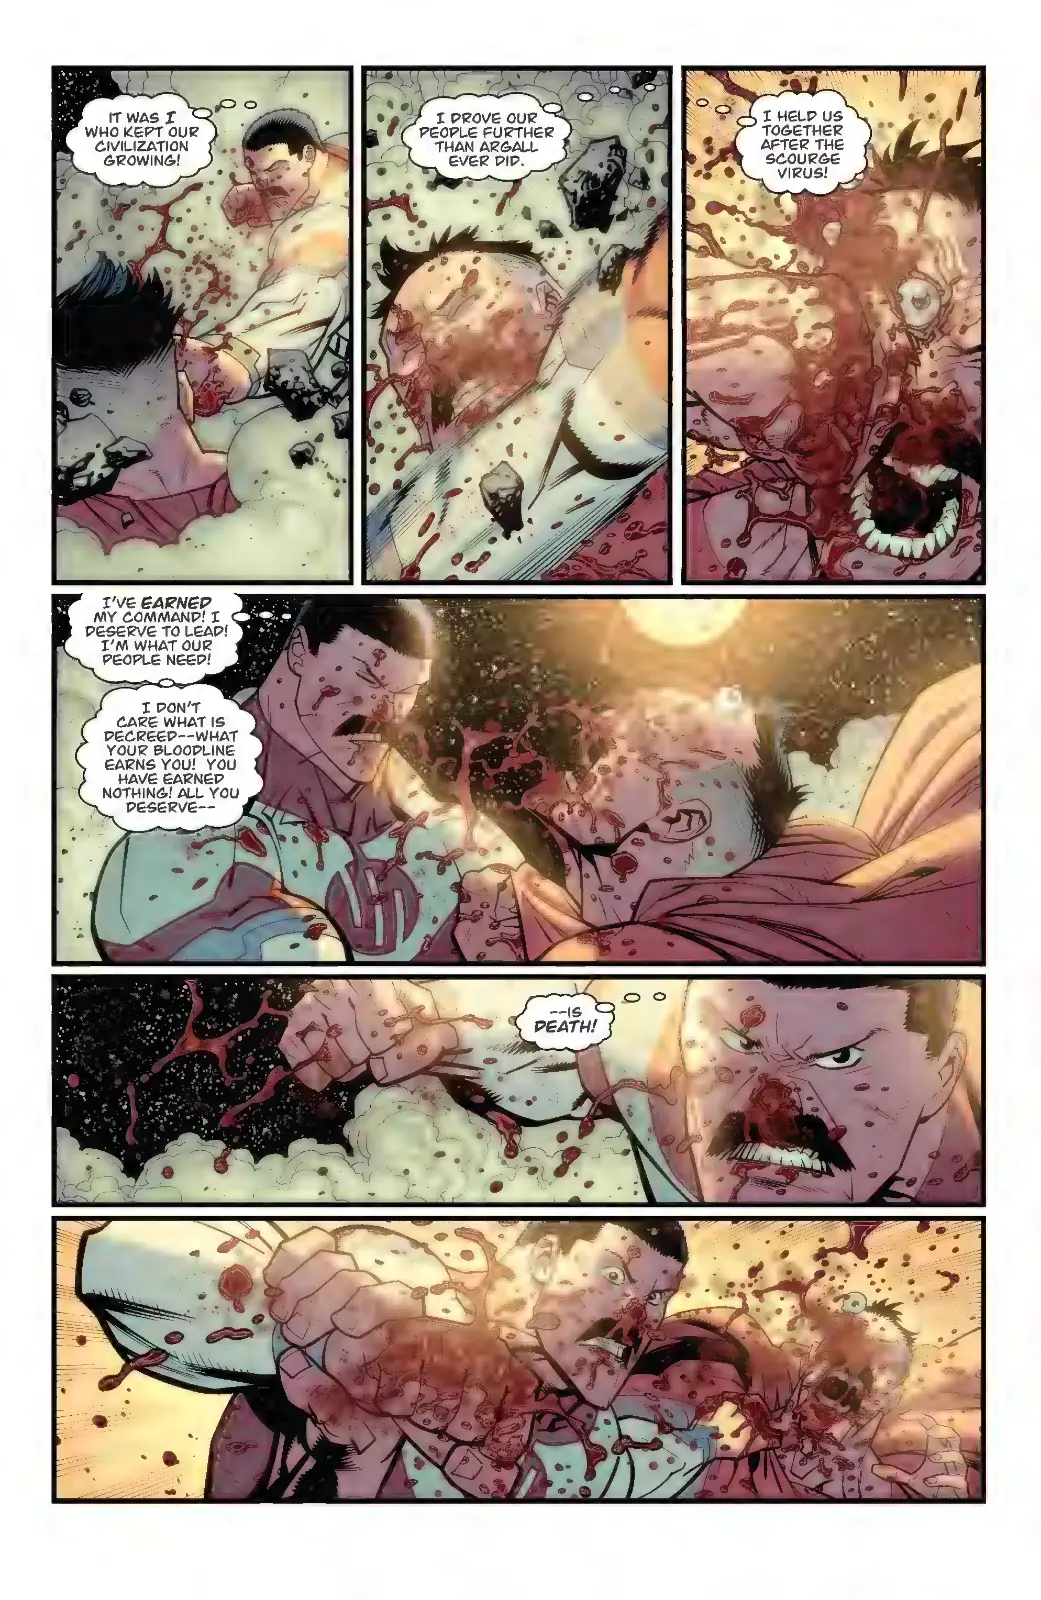 IT WAS I
WHO KEPT OUR
CIVILIZATION
GROWING!
I DROVE OUR
PEOPLE FURTHER
THAN ARGALL
EVER DID.
I HELD US
TOGETHER
AFTER THE
SCOURGE
VIRUS!
I'VE EARNED
MY COMMAND! I
DESERVE TO LEAD!
I'M WHAT OUR
PEOPLE NEED!
I DON'T
CARE WHAT IS
DECREED--WHAT
YOUR BLOODLINE
EARNS YOU! YOU
HAVE EARNED
NOTHING! ALL YOU
DESERVE--
--IS
DEATH!